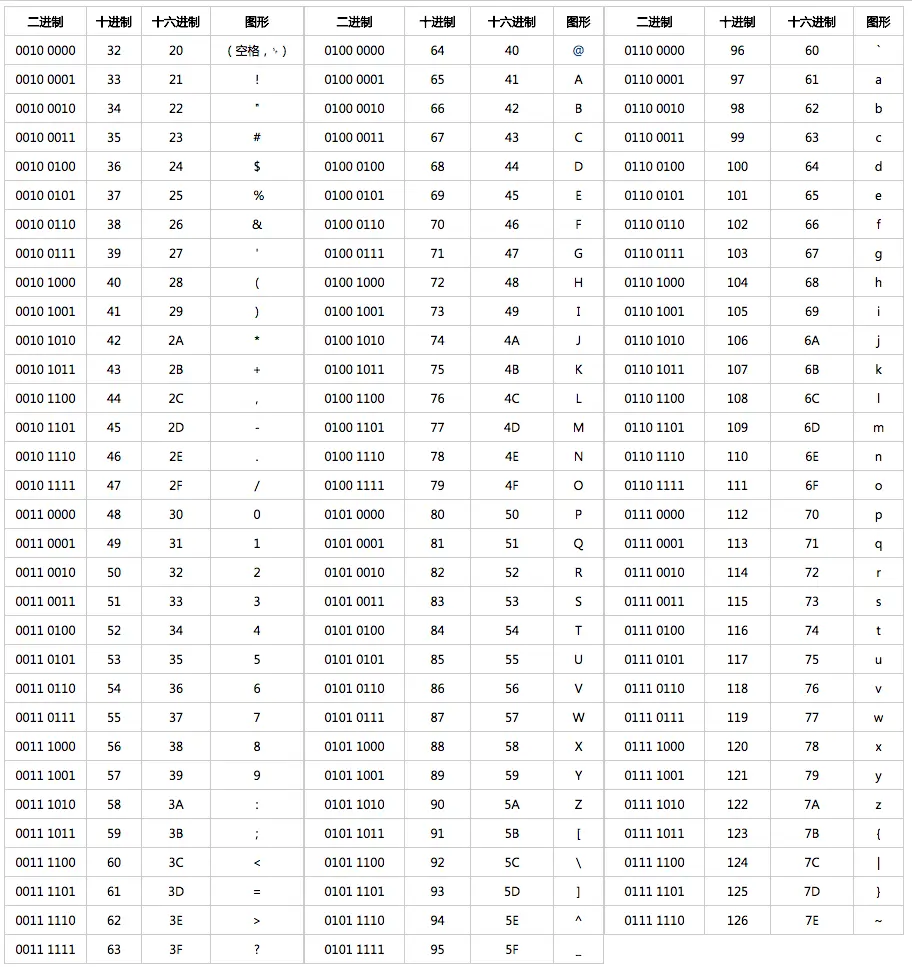 二进制 十进制 十六进制 图形 二进制 十进制 十六进制 图形 二进制 十进制 十六进制 图形
0010 0000 32 20 (空格,␠) 0100 0000 64 40 @ 0110 0000 96 60 `
0010 0001 33 21 ! 0100 0001 65 41 A 0110 0001 97 61 a
0010 0010 34 22 " 0100 0010 66 42 B 0110 0010 98 62 b
0010 0011 35 23 # 0100 0011 67 43 C 0110 0011 99 63 c
0010 0100 36 24 $ 0100 0100 68 44 D 0110 0100 100 64 d
0010 0101 37 25 % 0100 0101 69 45 E 0110 0101 101 65 e
0010 0110 38 26 & 0100 0110 70 46 F 0110 0110 102 66 f
0010 0111 39 27 ' 0100 0111 71 47 G 0110 0111 103 67 g
0010 1000 40 28 ( 0100 1000 72 48 H 0110 1000 104 68 h
0010 1001 41 29 ) 0100 1001 73 49 I 0110 1001 105 69 i
0010 1010 42 2A * 0100 1010 74 4A J 0110 1010 106 6A j
0010 1011 43 2B + 0100 1011 75 4B K 0110 1011 107 6B k
0010 1100 44 2C , 0100 1100 76 4C L 0110 1100 108 6C l
0010 1101 45 2D - 0100 1101 77 4D M 0110 1101 109 6D m
0010 1110 46 2E . 0100 1110 78 4E N 0110 1110 110 6E n
0010 1111 47 2F / 0100 1111 79 4F O 0110 1111 111 6F o
0011 0000 48 30 0 0101 0000 80 50 P 0111 0000 112 70 p
0011 0001 49 31 1 0101 0001 81 51 Q 0111 0001 113 71 q
0011 0010 50 32 2 0101 0010 82 52 R 0111 0010 114 72 r
0011 0011 51 33 3 0101 0011 83 53 S 0111 0011 115 73 s
0011 0100 52 34 4 0101 0100 84 54 T 0111 0100 116 74 t
0011 0101 53 35 5 0101 0101 85 55 U 0111 0101 117 75 u
0011 0110 54 36 6 0101 0110 86 56 V 0111 0110 118 76 v
0011 0111 55 37 7 0101 0111 87 57 W 0111 0111 119 77 w
0011 1000 56 38 8 0101 1000 88 58 X 0111 1000 120 78 x
0011 1001 57 39 9 0101 1001 89 59 Y 0111 1001 121 79 y
0011 1010 58 3A : 0101 1010 90 5A Z 0111 1010 122 7A z
0011 1011 59 3B ; 0101 1011 91 5B [ 0111 1011 123 7B {
0011 1100 60 3C < 0101 1100 92 5C \ 0111 1100 124 7C |
0011 1101 61 3D = 0101 1101 93 5D ] 0111 1101 125 7D }
0011 1110 62 3E > 0101 1110 94 5E ^ 0111 1110 126 7E ~
0011 1111 63 3F ? 0101 1111 95 5F _